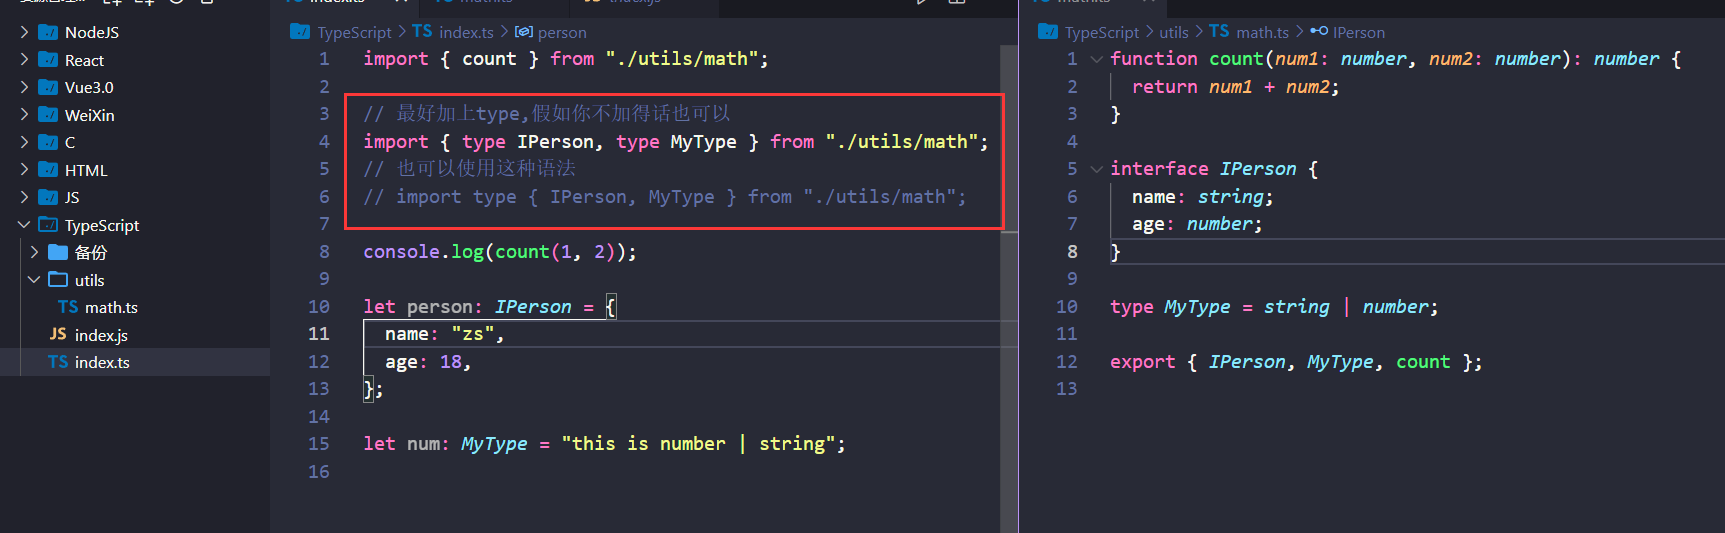 index.ts
TypeScript > TS index.ts > person
TypeScript > utils > TS math.ts > IPerson
NodeJS
React
Vue3.0
WeiXin
C
HTML
JS
TypeScript
备份
utils
TS math.ts
JS index.js
TS index.ts
1 import { count } from "./utils/math";
2
3 // 最好加上type,假如你不加得话也可以
4 import { type IPerson, type MyType } from "./utils/math";
5 // 也可以使用这种语法
6 // import type { IPerson, MyType } from "./utils/math";
7
8 console.log(count(1, 2));
9
10 let person: IPerson = {
11 name: "zs",
12 age: 18,
13 };
14
15 let num: MyType = "this is number | string";
16
1 function count(num1: number, num2: number): number {
2 return num1 + num2;
3 }
4
5 interface IPerson {
6 name: string;
7 age: number;
8 }
9
10 type MyType = string | number;
11
12 export { IPerson, MyType, count };
13